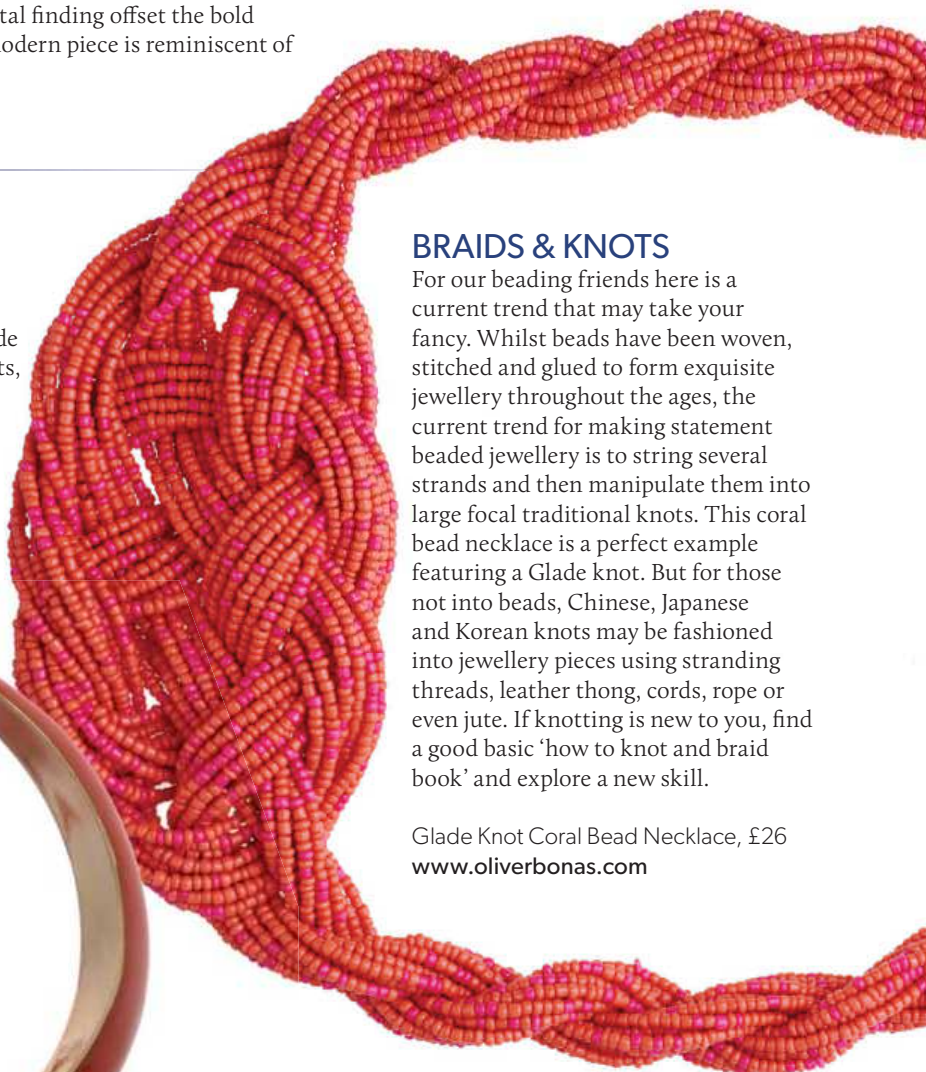 tal finding offset the bold
odern piece is reminiscent of
de
ts,
BRAIDS & KNOTS
For our beading friends here is a
current trend that may take your
fancy. Whilst beads have been woven,
stitched and glued to form exquisite
jewellery throughout the ages, the
current trend for making statement
beaded jewellery is to string several
strands and then manipulate them into
large focal traditional knots. This coral
bead necklace is a perfect example
featuring a Glade knot. But for those
not into beads, Chinese, Japanese
and Korean knots may be fashioned
into jewellery pieces using stranding
threads, leather thong, cords, rope or
even jute. If knotting is new to you, find
a good basic ‘how to knot and braid
book’ and explore a new skill.
Glade Knot Coral Bead Necklace, £26
www.oliverbonas.com